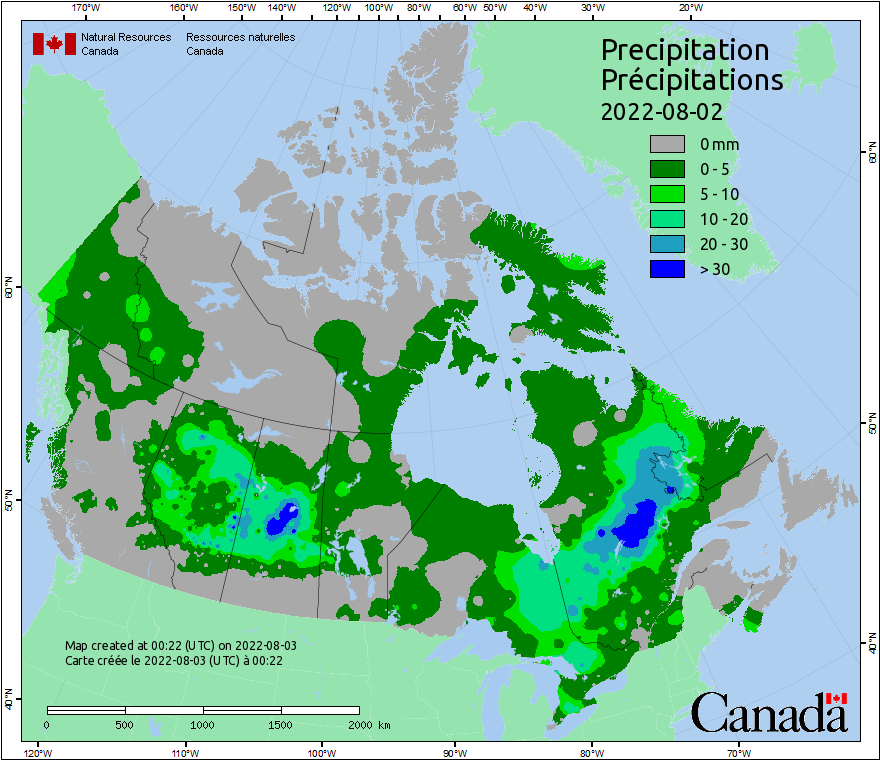 170°W 160°W 150°W 140°W 120°W 100°W 80°W 60°W 50°W 40°W 30°W 20°W
Natural Resources Ressources naturelles
Canada Canada
Precipitation
Précipitations
2022-08-02
0 mm
0 - 5
5 - 10
10 - 20
20 - 30
> 30
60°N
60°N
50°N
50°N
40°N
40°N
Map created at 00:22 (UTC) on 2022-08-03
Carte créée le 2022-08-03 (UTC) à 00:22
0 500 1000 1500 2000 km
Canada
120°W 110°W 100°W 90°W 80°W 70°W